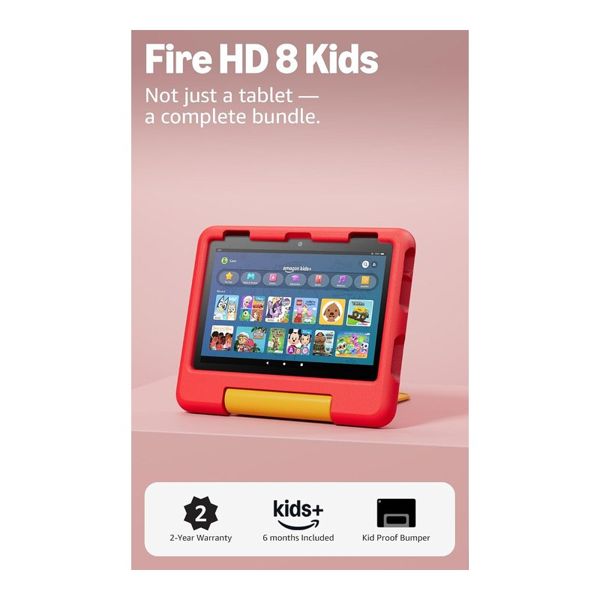 Fire HD 8 Kids
Not just a tablet —
a complete bundle.
amazon kids+
2
kids+
2-Year Warranty
6 months Included
Kid Proof Bumper